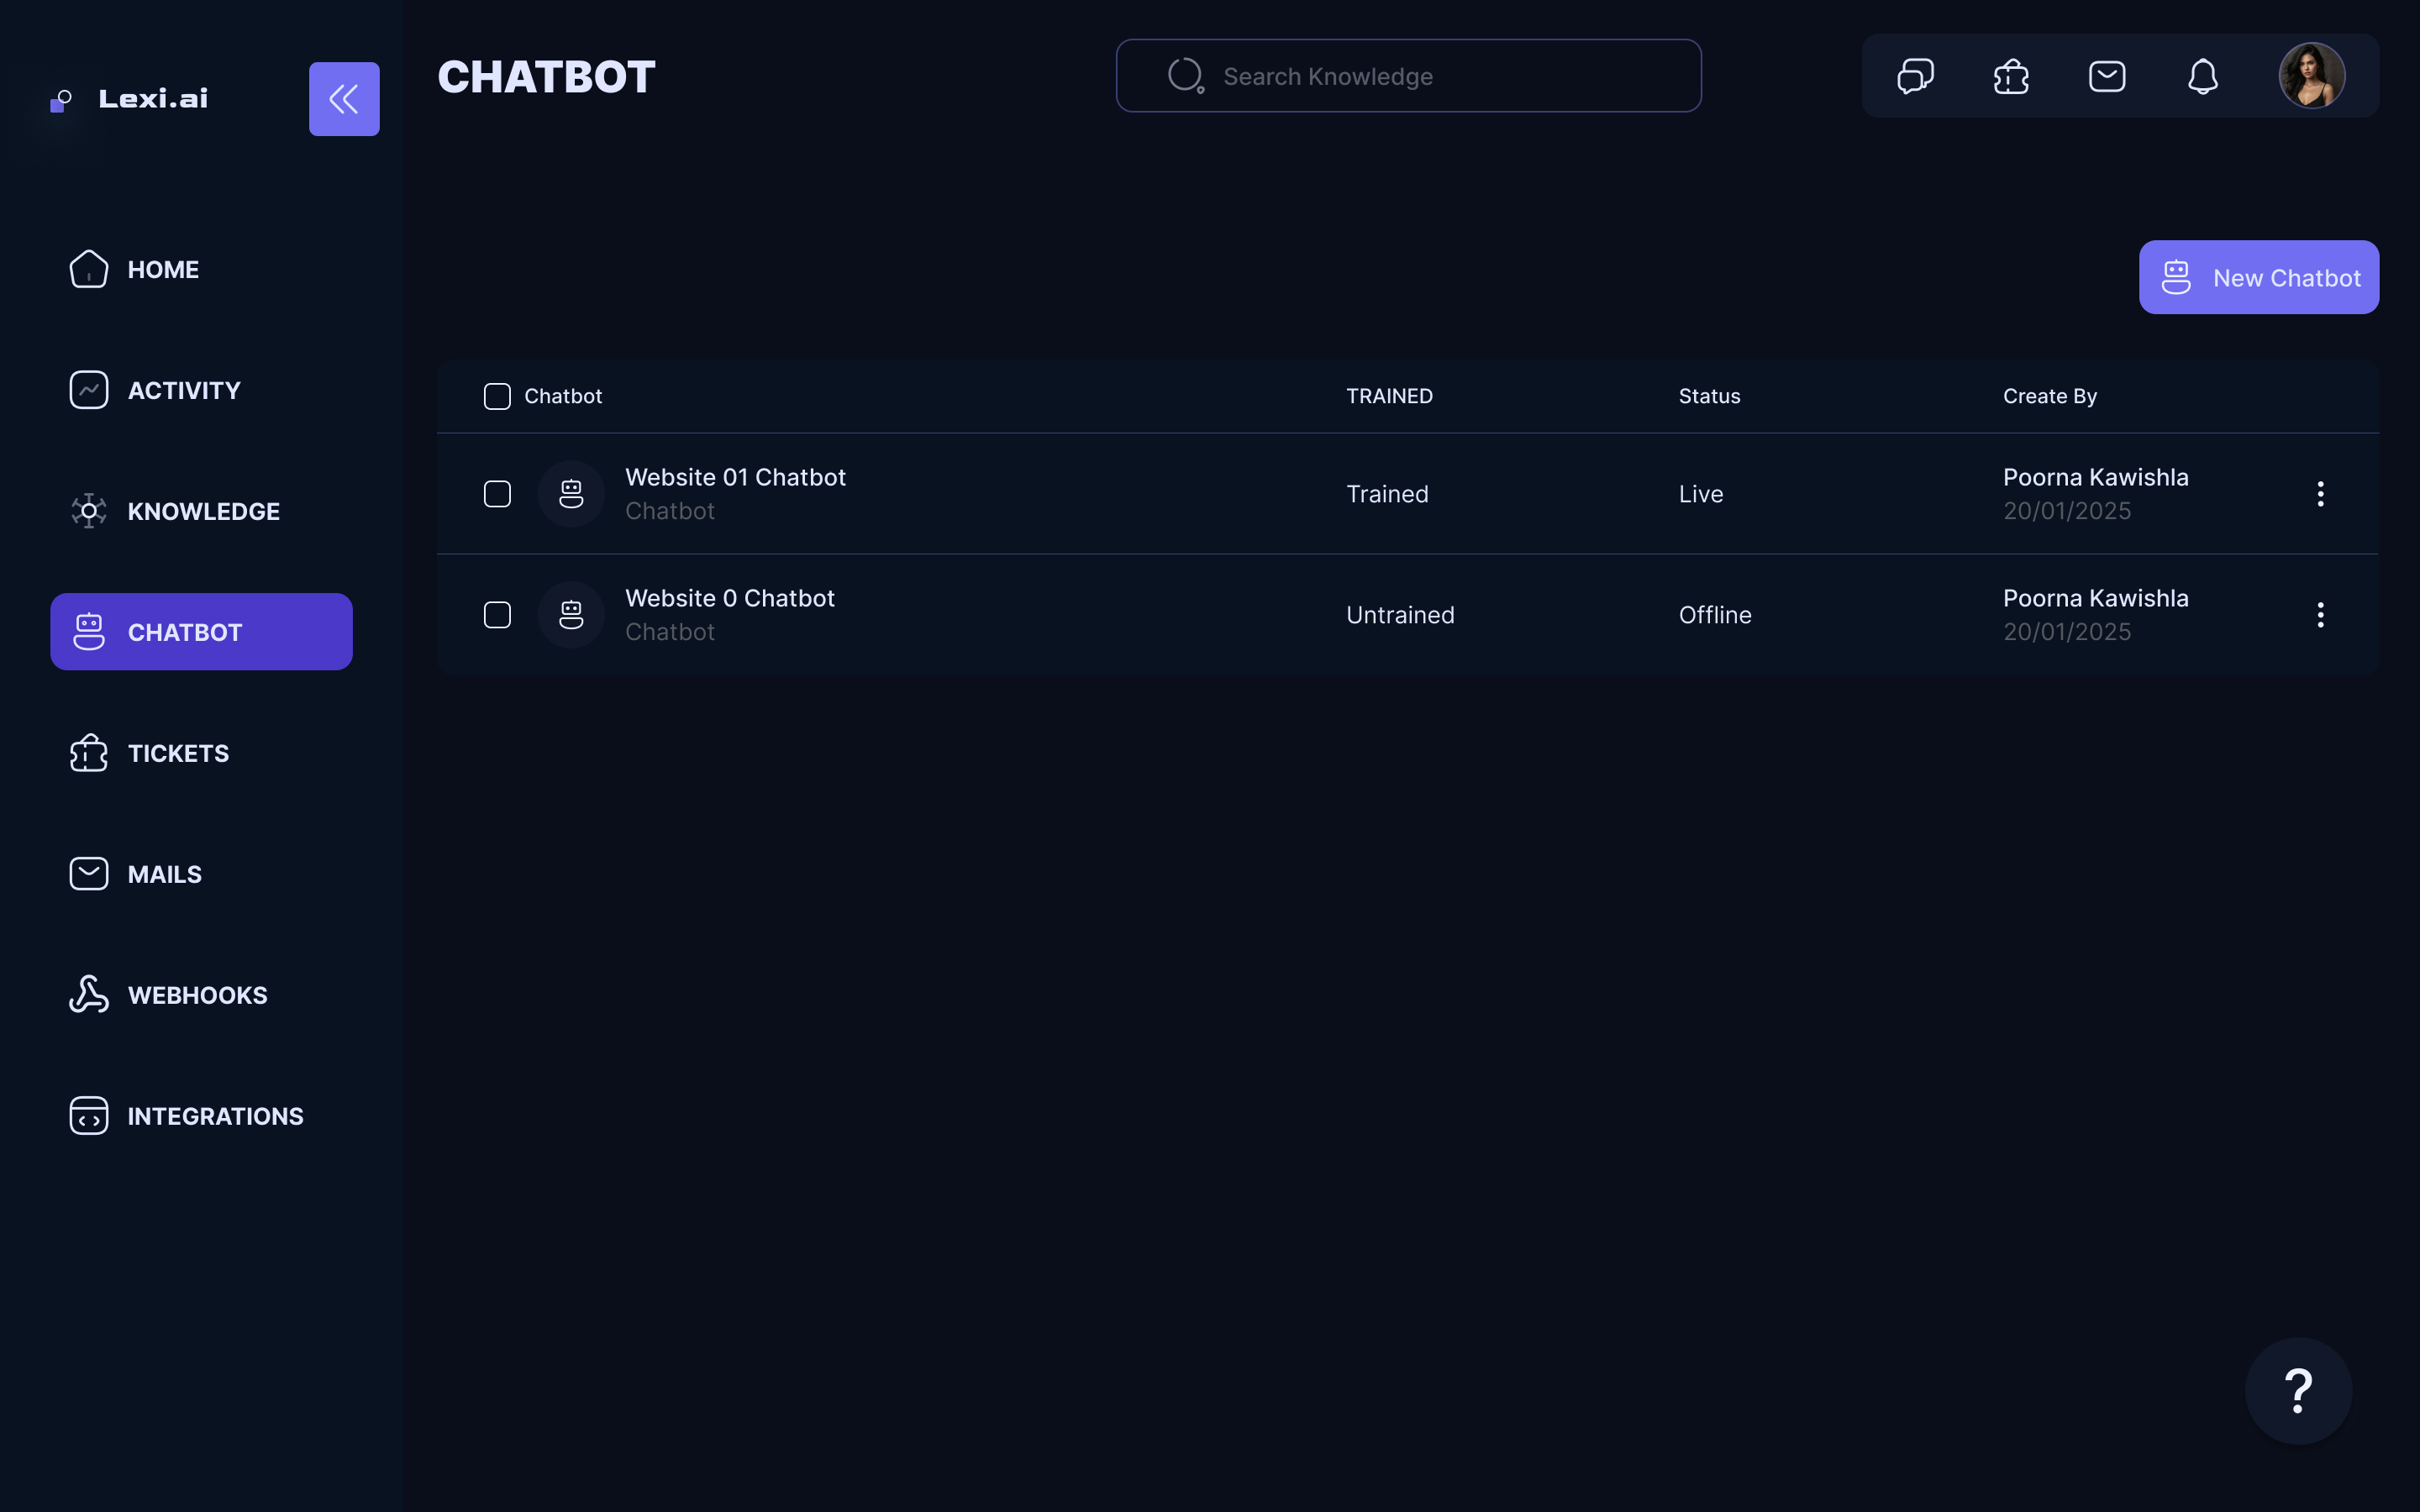 Lexi.ai
CHATBOT
Search Knowledge
HOME
ACTIVITY
KNOWLEDGE
CHATBOT
TICKETS
MAILS
WEBHOOKS
INTEGRATIONS
New Chatbot
Chatbot TRAINED Status Create By
Website 01 Chatbot
Chatbot
Trained
Live
Poorna Kawishla
20/01/2025
Website 0 Chatbot
Chatbot
Untrained
Offline
Poorna Kawishla
20/01/2025
?